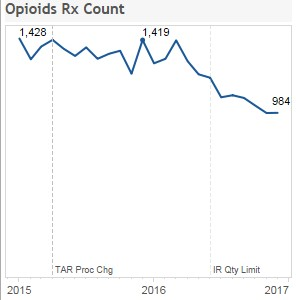 Opioids Rx Count
1,428
1,419
984
TAR Proc Chg
IR Qty Limit
2015
2016
2017